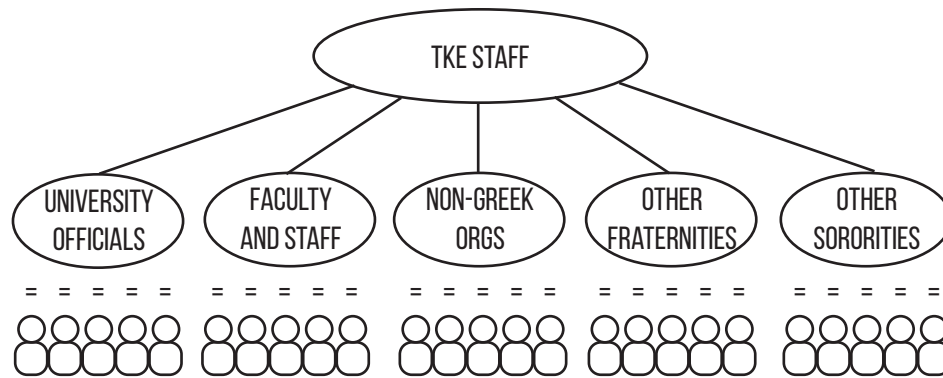 TKE STAFF
UNIVERSITY
OFFICIALS
FACULTY
AND STAFF
NON-GREEK
ORGS
OTHER
FRATERNITIES
OTHER
SORORITIES
= = = = = = = = = = = = = = = = = = = = = = = = =